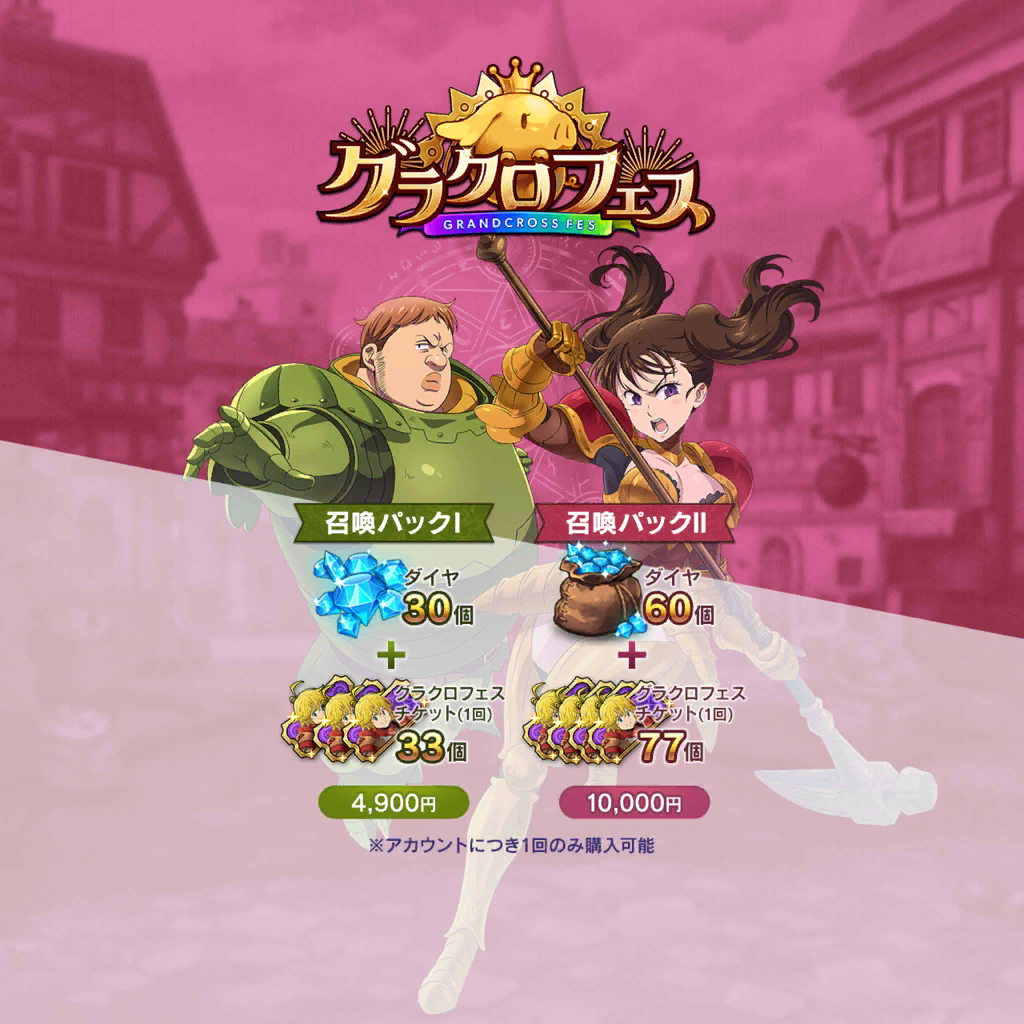 グラクロフェス
GRANDCROSS FES
召喚パックI
ダイヤ
30個
+
グラクロフェス
チケット(1回)
33個
4,900円
召喚パックII
ダイヤ
60個
+
グラクロフェス
チケット(1回)
77個
10,000円
※アカウントにつき1回のみ購入可能